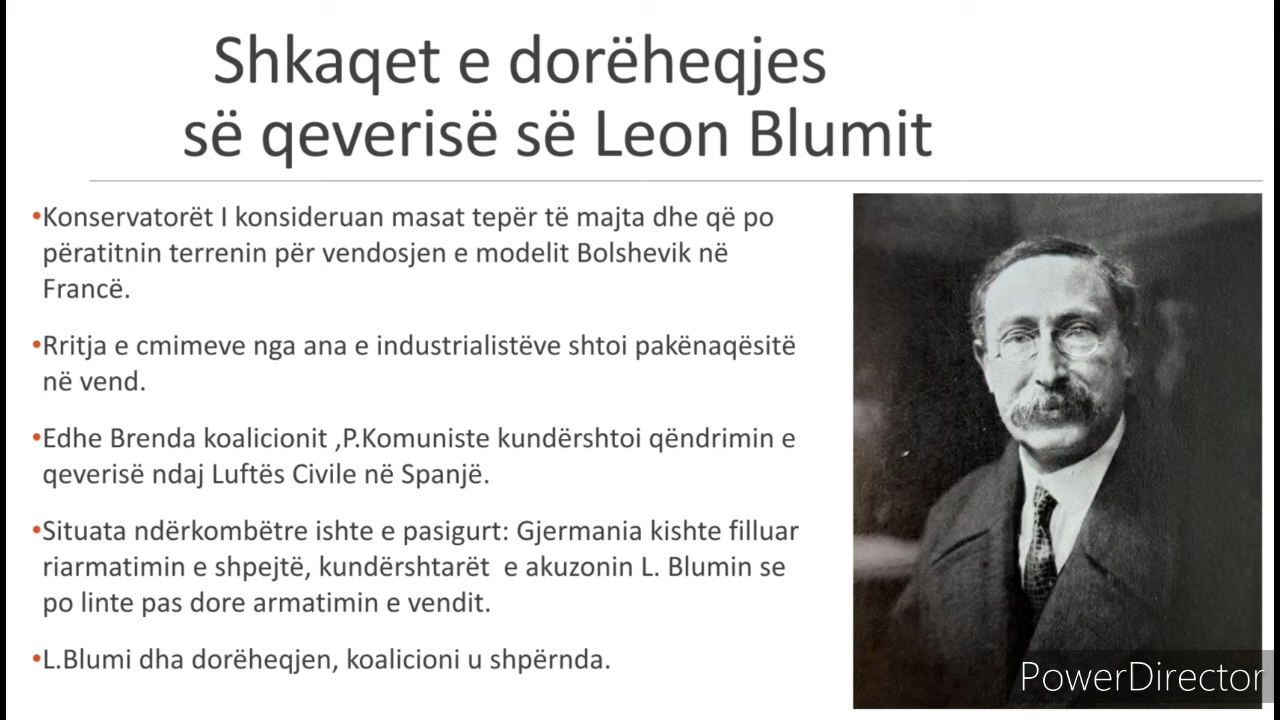 Shkaqet e dorëheqjes
së qeverisë së Leon Blumit
•Konservatorët I konsideruan masat tepër të majta dhe që po
përatitnin terrenin për vendosjen e modelit Bolshevik në
Francë.
•Rritja e cmimeve nga ana e industrialistëve shtoi pakënaqësitë
në vend.
•Edhe Brenda koalicionit ,P.Komuniste kundërshtoi qëndrimin e
qeverisë ndaj Luftës Civile në Spanjë.
•Situata ndërkombëtre ishte e pasigurt: Gjermania kishte filluar
riarmatimin e shpejtë, kundërshtarët  e akuzonin L. Blumin se
po linte pas dore armatimin e vendit.
•L.Blumi dha dorëheqjen, koalicioni u shpërnda.
PowerDirector